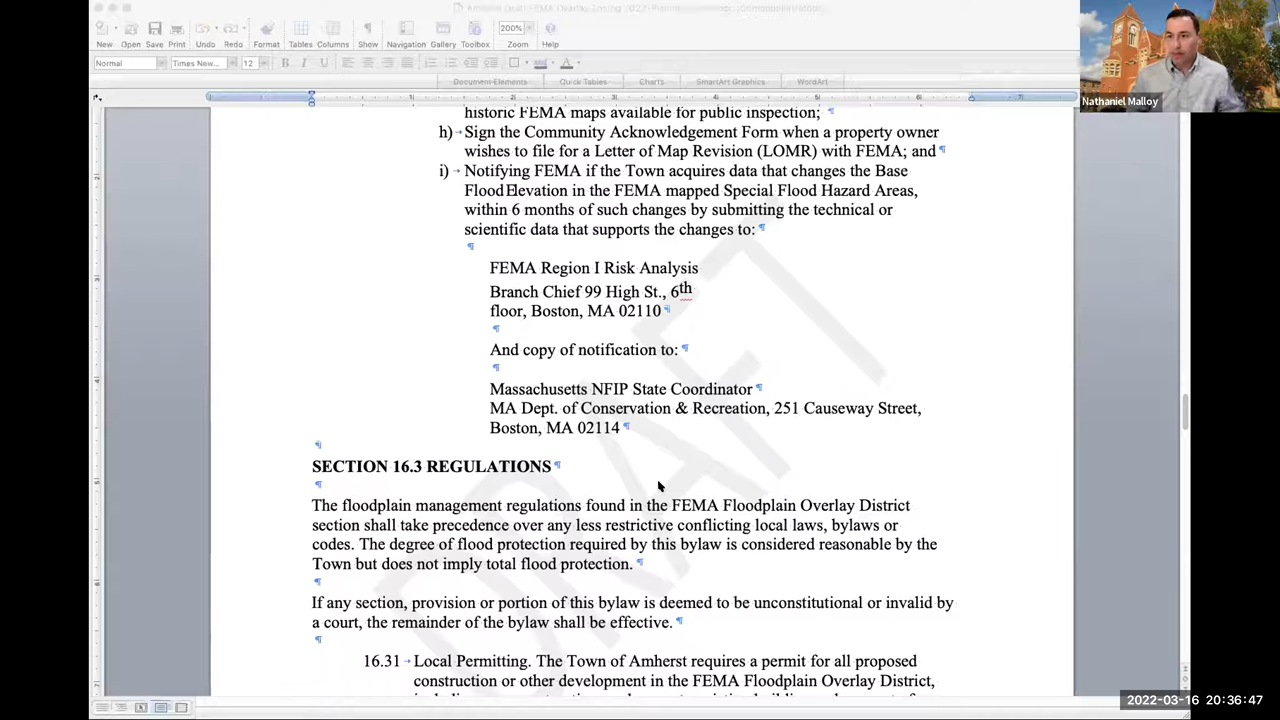 New Open Save Print Undo Redo Format Tables Columns Show Navigation Gallery Toolbox Zoom Help
200%
Normal Times New... 12
Document Elements Quick Tables Charts SmartArt Graphics WordArt
Nathaniel Malloy
historic FEMA maps available for public inspection;
h) Sign the Community Acknowledgement Form when a property owner
wishes to file for a Letter of Map Revision (LOMR) with FEMA; and
i) Notifying FEMA if the Town acquires data that changes the Base
Flood Elevation in the FEMA mapped Special Flood Hazard Areas,
within 6 months of such changes by submitting the technical or
scientific data that supports the changes to:
FEMA Region I Risk Analysis
Branch Chief 99 High St., 6th
floor, Boston, MA 02110
And copy of notification to:
Massachusetts NFIP State Coordinator
MA Dept. of Conservation & Recreation, 251 Causeway Street,
Boston, MA 02114
SECTION 16.3 REGULATIONS
The floodplain management regulations found in the FEMA Floodplain Overlay District
section shall take precedence over any less restrictive conflicting local laws, bylaws or
codes. The degree of flood protection required by this bylaw is considered reasonable by the
Town but does not imply total flood protection.
If any section, provision or portion of this bylaw is deemed to be unconstitutional or invalid by
a court, the remainder of the bylaw shall be effective.
16.31 Local Permitting. The Town of Amherst requires a permit for all proposed
construction or other development in the FEMA Floodplain Overlay District,
DRAFT
2022-03-16 20:36:47